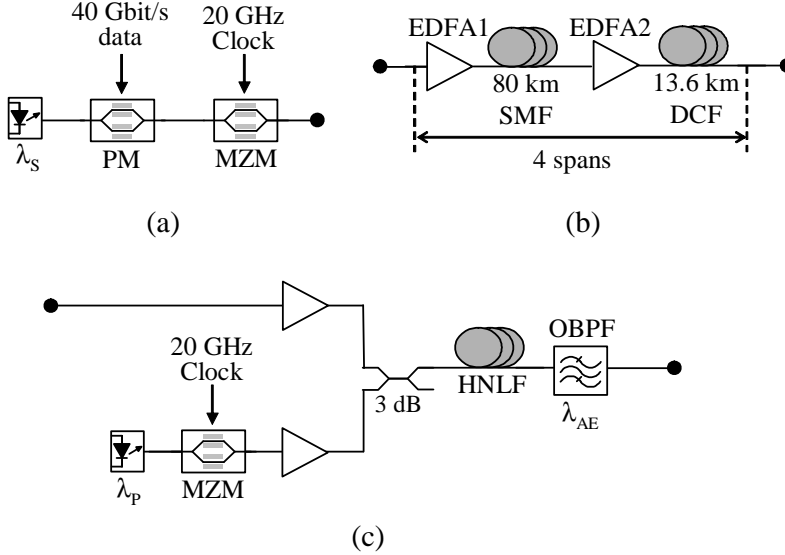 40 Gbit/s
data
20 GHz
Clock
λS
PM
MZM
(a)
EDFA1
EDFA2
80 km
SMF
13.6 km
DCF
4 spans
(b)
20 GHz
Clock
λP
MZM
3 dB
HNLF
OBPF
λAE
(c)